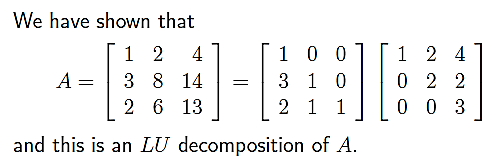 We have shown that
A = [ 1 2 4 ; 3 8 14 ; 2 6 13 ] = [ 1 0 0 ; 3 1 0 ; 2 1 1 ] [ 1 2 4 ; 0 2 2 ; 0 0 3 ]
and this is an LU decomposition of A.